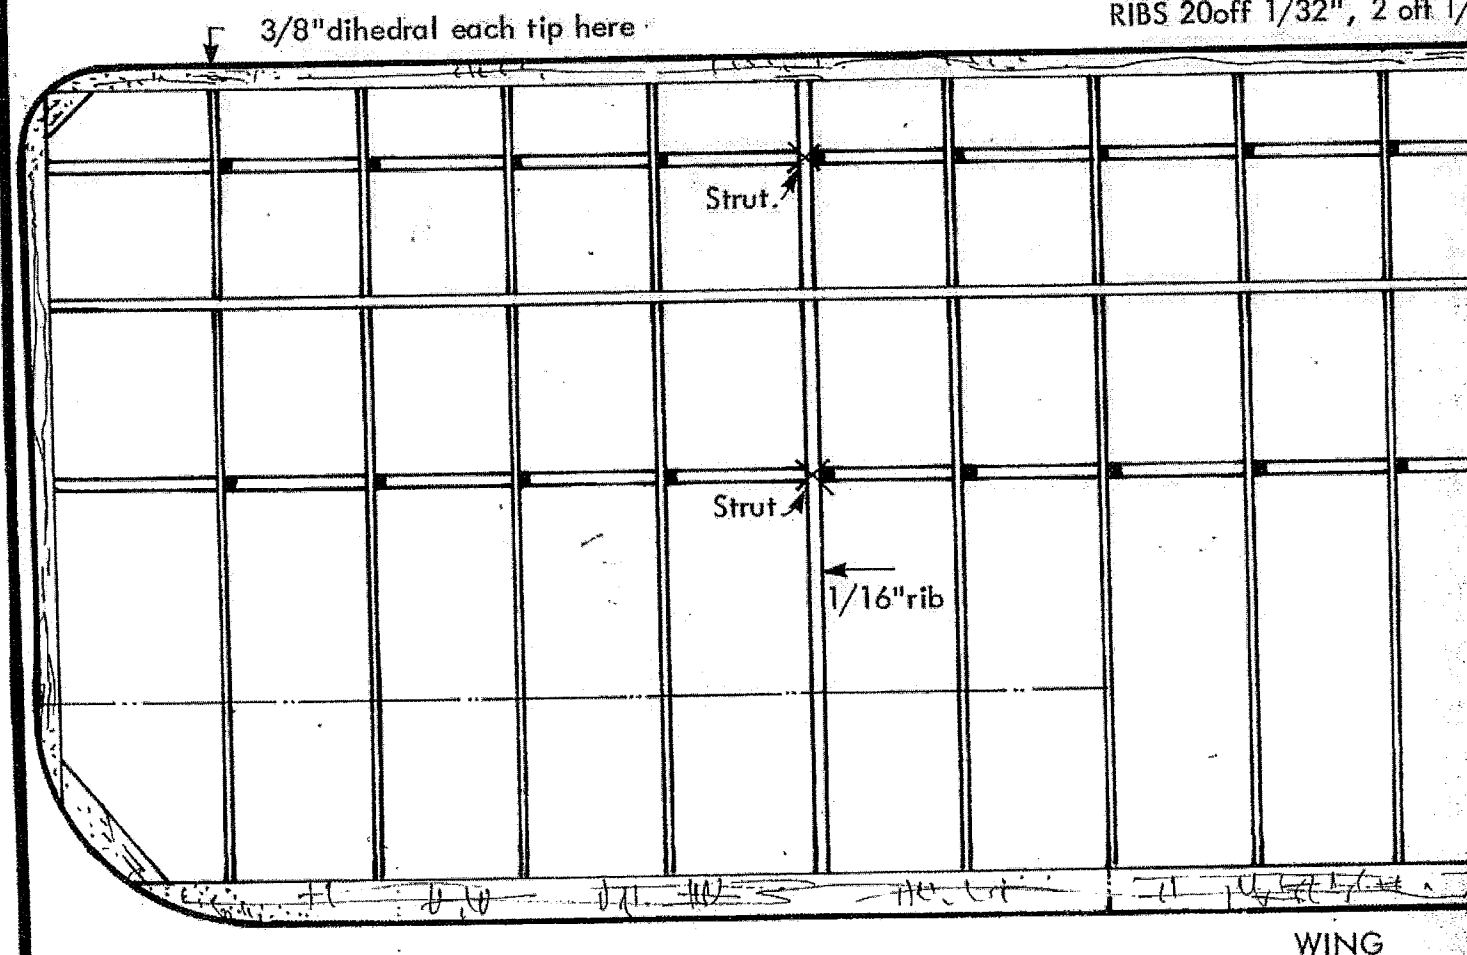 3/8"dihedral each tip here
RIBS 20off 1/32", 2 off 1/
Strut.
Strut
1/16"rib
WING